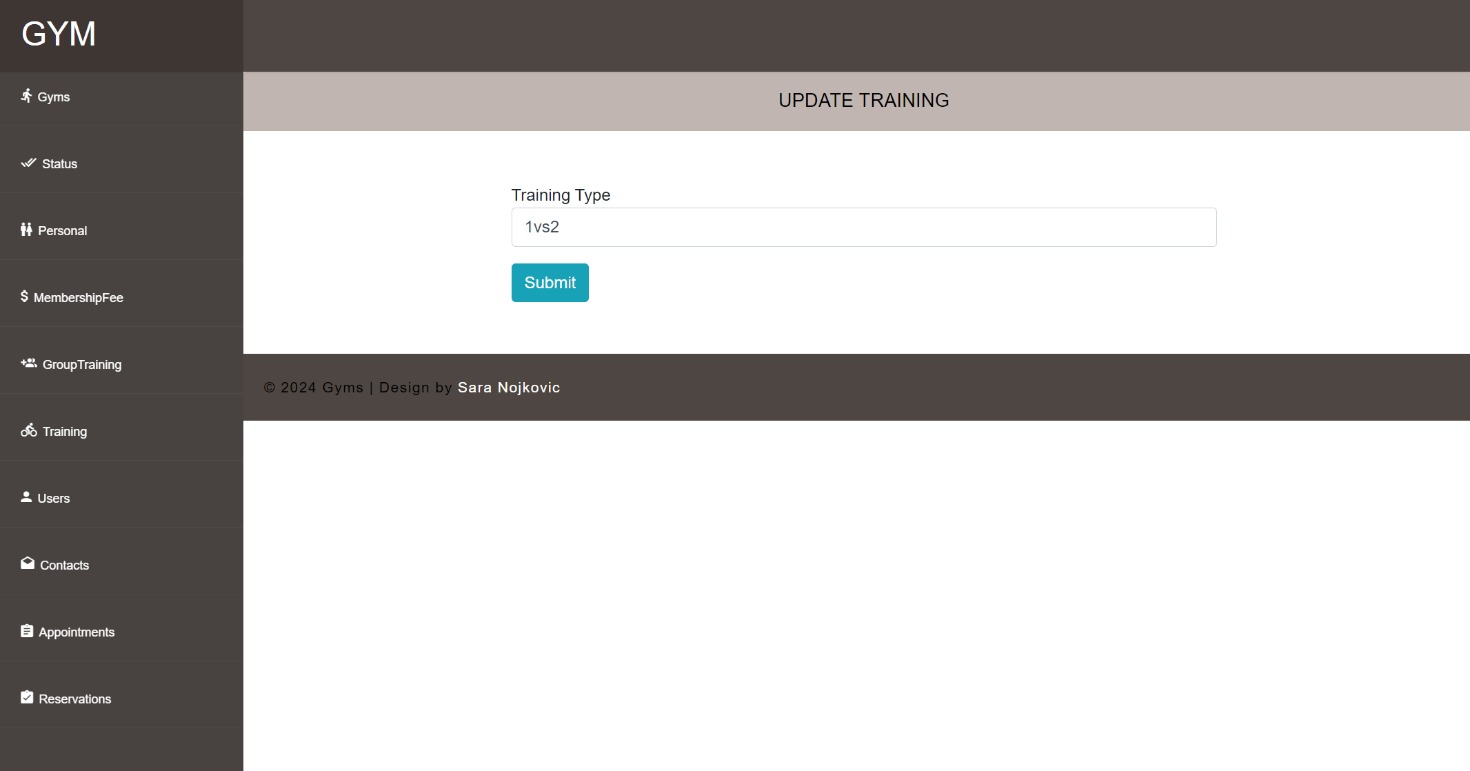 GYM
Gyms
Status
Personal
MembershipFee
GroupTraining
Training
Users
Contacts
Appointments
Reservations
UPDATE TRAINING
Training Type
1vs2
Submit
© 2024 Gyms | Design by Sara Nojkovic